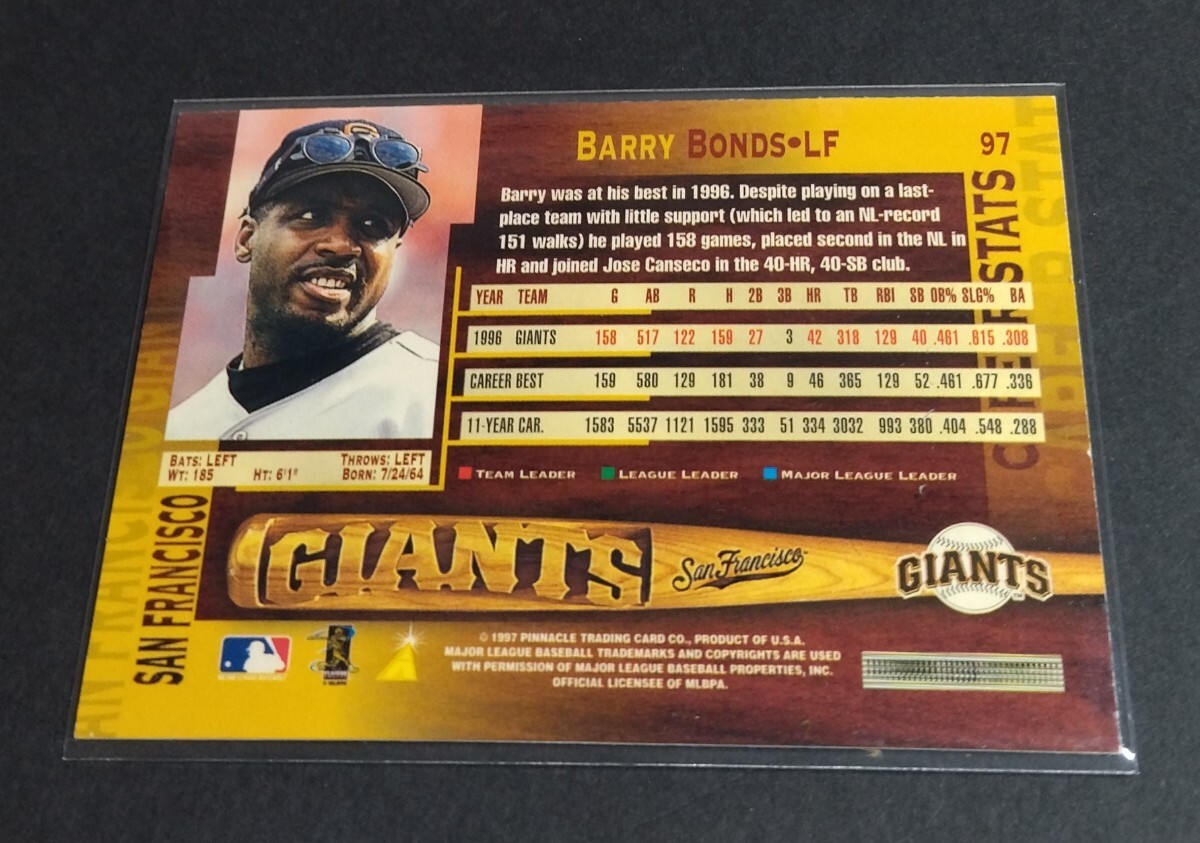 BARRY BONDS•LF
97
Barry was at his best in 1996. Despite playing on a last-
place team with little support (which led to an NL-record
151 walks) he played 158 games, placed second in the NL in
HR and joined Jose Canseco in the 40-HR, 40-SB club.
YEAR TEAM G AB R H 2B 3B HR TB RBI SB OB% SLG% BA
1996 GIANTS 158 517 122 159 27 3 42 318 129 40 .461 .615 .308
CAREER BEST 159 580 129 181 38 9 46 365 129 52 .461 .677 .336
11-YEAR CAR. 1583 5537 1121 1595 333 51 334 3032 993 380 .404 .548 .288
TEAM LEADER LEAGUE LEADER MAJOR LEAGUE LEADER
BATS: LEFT THROWS: LEFT
WT: 185 HT: 6'1" BORN: 7/24/64
SAN FRANCISCO
STATS
GIANTS
San Francisco
GIANTS
© 1997 PINNACLE TRADING CARD CO., PRODUCT OF U.S.A.
MAJOR LEAGUE BASEBALL TRADEMARKS AND COPYRIGHTS ARE USED
WITH PERMISSION OF MAJOR LEAGUE BASEBALL PROPERTIES, INC.
OFFICIAL LICENSEE OF MLBPA.